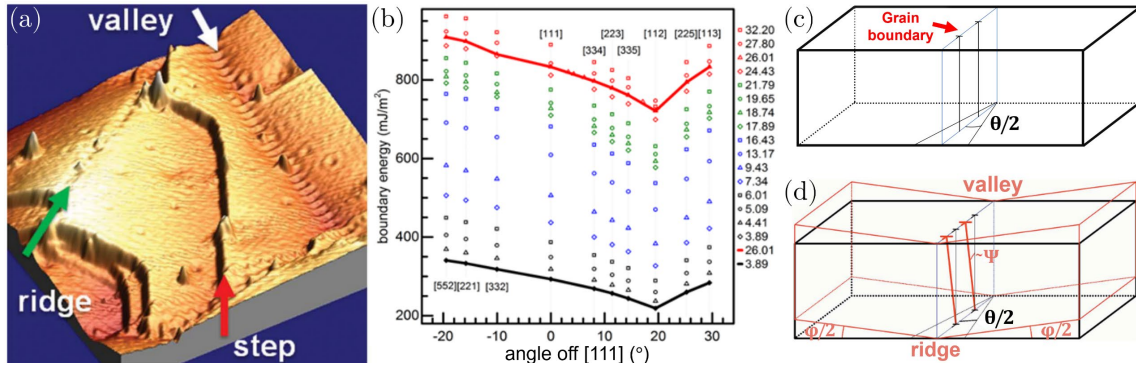 (a)
valley
ridge
step
(b)
boundary energy (mJ/m²)
800
600
400
200
[111]
[223]
[112]
[225][113]
[334]
[335]
[552][221]
[332]
-20
-10
0
10
20
30
angle off [111] (°)
32.20
27.80
26.01
24.43
21.79
19.65
18.74
17.89
16.43
13.17
9.43
7.34
6.01
5.09
4.41
3.89
26.01
3.89
(c)
Grain
boundary
θ/2
(d)
valley
~Ψ
θ/2
φ/2
φ/2
ridge